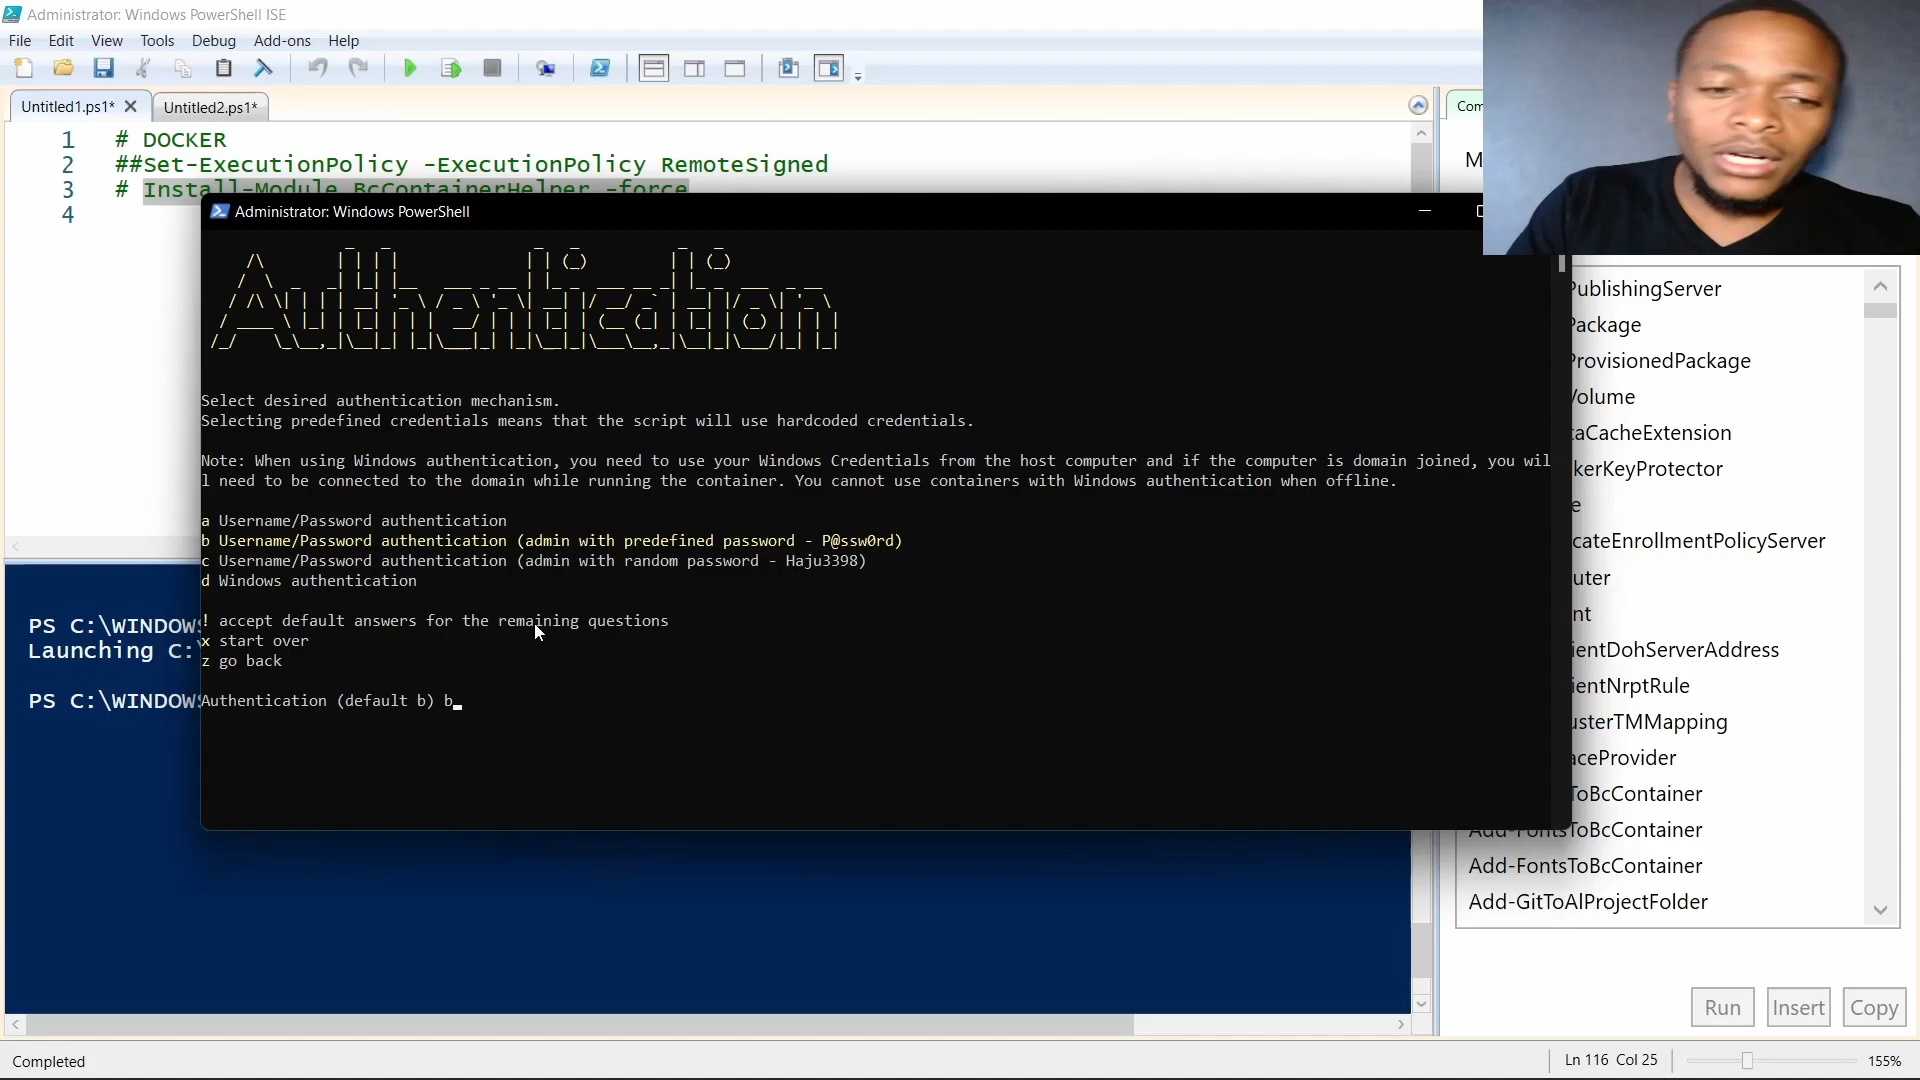 Administrator: Windows PowerShell ISE
File Edit View Tools Debug Add-ons Help
Untitled1.ps1* Untitled2.ps1*
1 # DOCKER
2 ##Set-ExecutionPolicy -ExecutionPolicy RemoteSigned
3 # Install-Module BcContainerHelper -force
4
Administrator: Windows PowerShell
Authentication
Select desired authentication mechanism.
Selecting predefined credentials means that the script will use hardcoded credentials.
Note: When using Windows authentication, you need to use your Windows Credentials from the host computer and if the computer is domain joined, you wil
l need to be connected to the domain while running the container. You cannot use containers with Windows authentication when offline.
a Username/Password authentication
b Username/Password authentication (admin with predefined password - P@ssw0rd)
c Username/Password authentication (admin with random password - Haju3398)
d Windows authentication
! accept default answers for the remaining questions
x start over
z go back
Authentication (default b) b
PS C:\WINDOWS
Launching C:\
PS C:\WINDOWS
Com
M
PublishingServer
Package
ProvisionedPackage
Volume
taCacheExtension
kerKeyProtector
e
cateEnrollmentPolicyServer
uter
nt
ientDohServerAddress
ientNrptRule
usterTMMapping
aceProvider
ToBcContainer
Add-FontsToBcContainer
Add-FontsToBcContainer
Add-GitToAlProjectFolder
Run Insert Copy
Completed
Ln 116 Col 25
155%